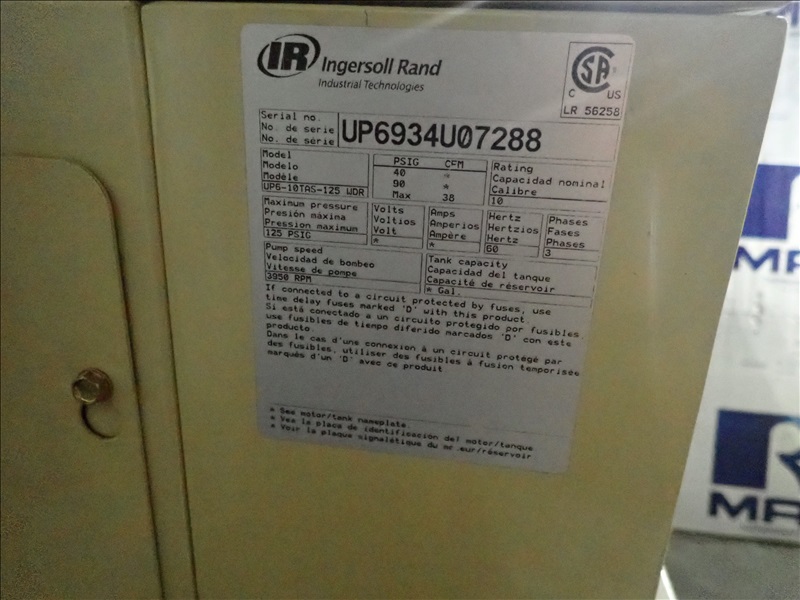 IR Ingersoll Rand
Industrial Technologies
CSA
C US
LR 56258
Serial no.
No. de serie
No. de série
UP6934U07288
Model
Modelo
Modèle
UP6-10TAS-125 WDR
PSIG CFM
40 *
90 *
Max 38
Rating
Capacidad nominal
Calibre
10
Maximum pressure
Presión máxima
Pression maximum
125 PSIG
Volts
Voltios
Volt
*
Amps
Amperios
Ampère
*
Hertz
Hertzios
Hertz
60
Phases
Fases
Phases
3
Pump speed
Velocidad de bombeo
Vitesse de pompe
3950 RPM
Tank capacity
Capacidad del tanque
Capacité de réservoir
* Gal.
If connected to a circuit protected by fuses, use
time delay fuses marked 'D' with this product.
Si está conectado a un circuito protegido por fusibles
use fusibles de tiempo diferido marcados 'D' con este
producto.
Dans le cas d'une connexion à un circuit protégé par
des fusibles, utiliser des fusibles à fusion temporisée
marqués d'un 'D' avec ce produit
* See motor/tank nameplate.
* Vea la placa de identificación del motor/tanque
* Voir la plaque signalétique du moteur/réservoir
MA
MA